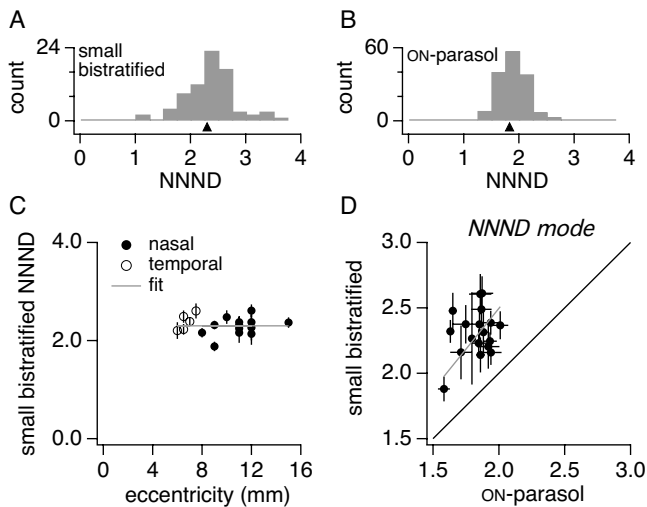 A
24
small
bistratified
count
0
0 1 2 3 4
NNND
B
60
ON-parasol
count
0
0 1 2 3 4
NNND
C
4.0
nasal
temporal
fit
small bistratified NNND
2.0
0.0
0 4 8 12 16
eccentricity (mm)
D
NNND mode
3.0
small bistratified
2.5
2.0
1.5
1.5 2.0 2.5 3.0
ON-parasol